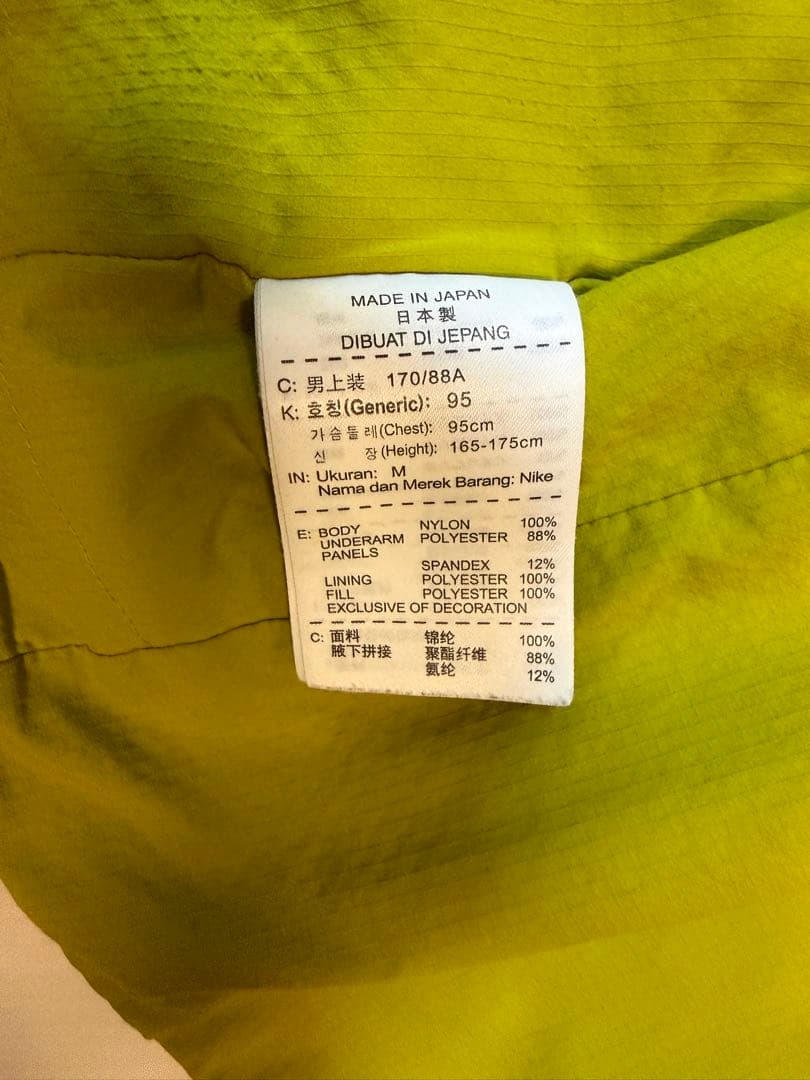 MADE IN JAPAN
日本製
DIBUAT DI JEPANG
C: 男上装 170/88A
K: 호칭(Generic): 95
가슴둘레(Chest): 95cm
신 장(Height): 165-175cm
IN: Ukuran: M
Nama dan Merek Barang: Nike
E: BODY NYLON 100%
UNDERARM POLYESTER 88%
PANELS
SPANDEX 12%
LINING POLYESTER 100%
FILL POLYESTER 100%
EXCLUSIVE OF DECORATION
C: 面料 锦纶 100%
腋下拼接 聚酯纤维 88%
氨纶 12%